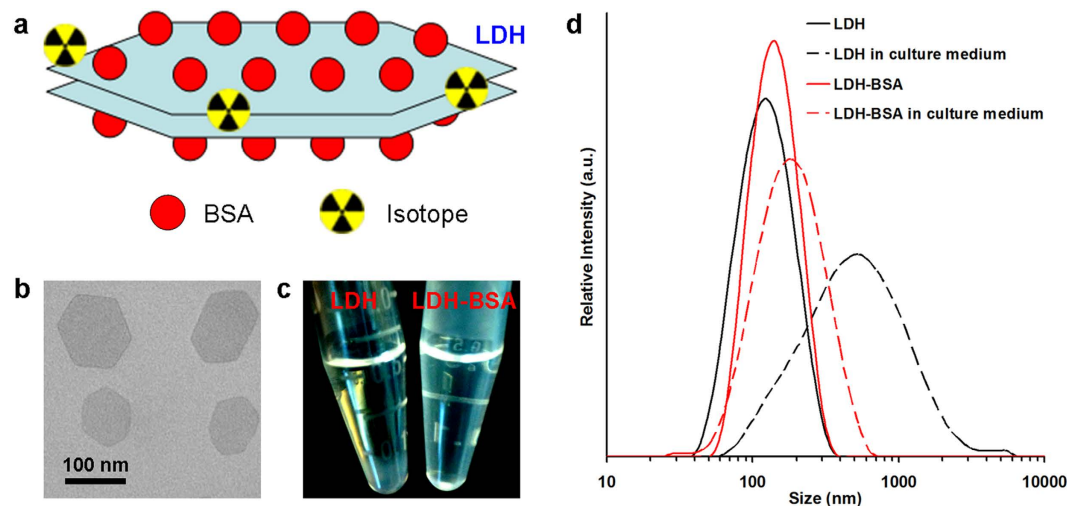 a
LDH
BSA
Isotope
b
100 nm
c
LDH
LDH-BSA
d
LDH
LDH in culture medium
LDH-BSA
LDH-BSA in culture medium
Relative Intensity (a.u.)
10
100
1000
10000
Size (nm)